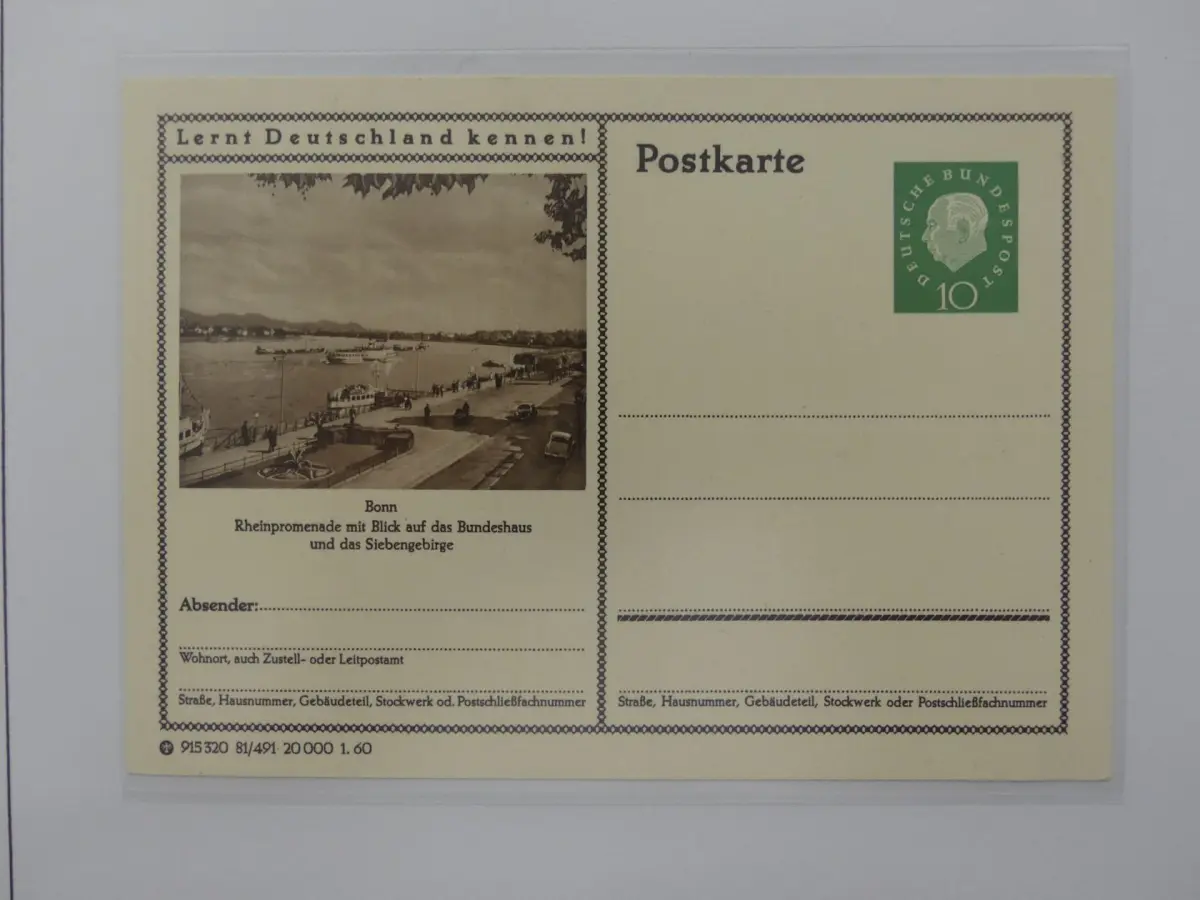 Lernt Deutschland kennen!
Postkarte
DEUTSCHE BUNDESPOST
10
Bonn
Rheinpromenade mit Blick auf das Bundeshaus
und das Siebengebirge
Absender:
Wohnort, auch Zustell- oder Leitpostamt
Straße, Hausnummer, Gebäudeteil, Stockwerk od. Postschließfachnummer
Straße, Hausnummer, Gebäudeteil, Stockwerk oder Postschließfachnummer
915320 81/491 20000 1.60